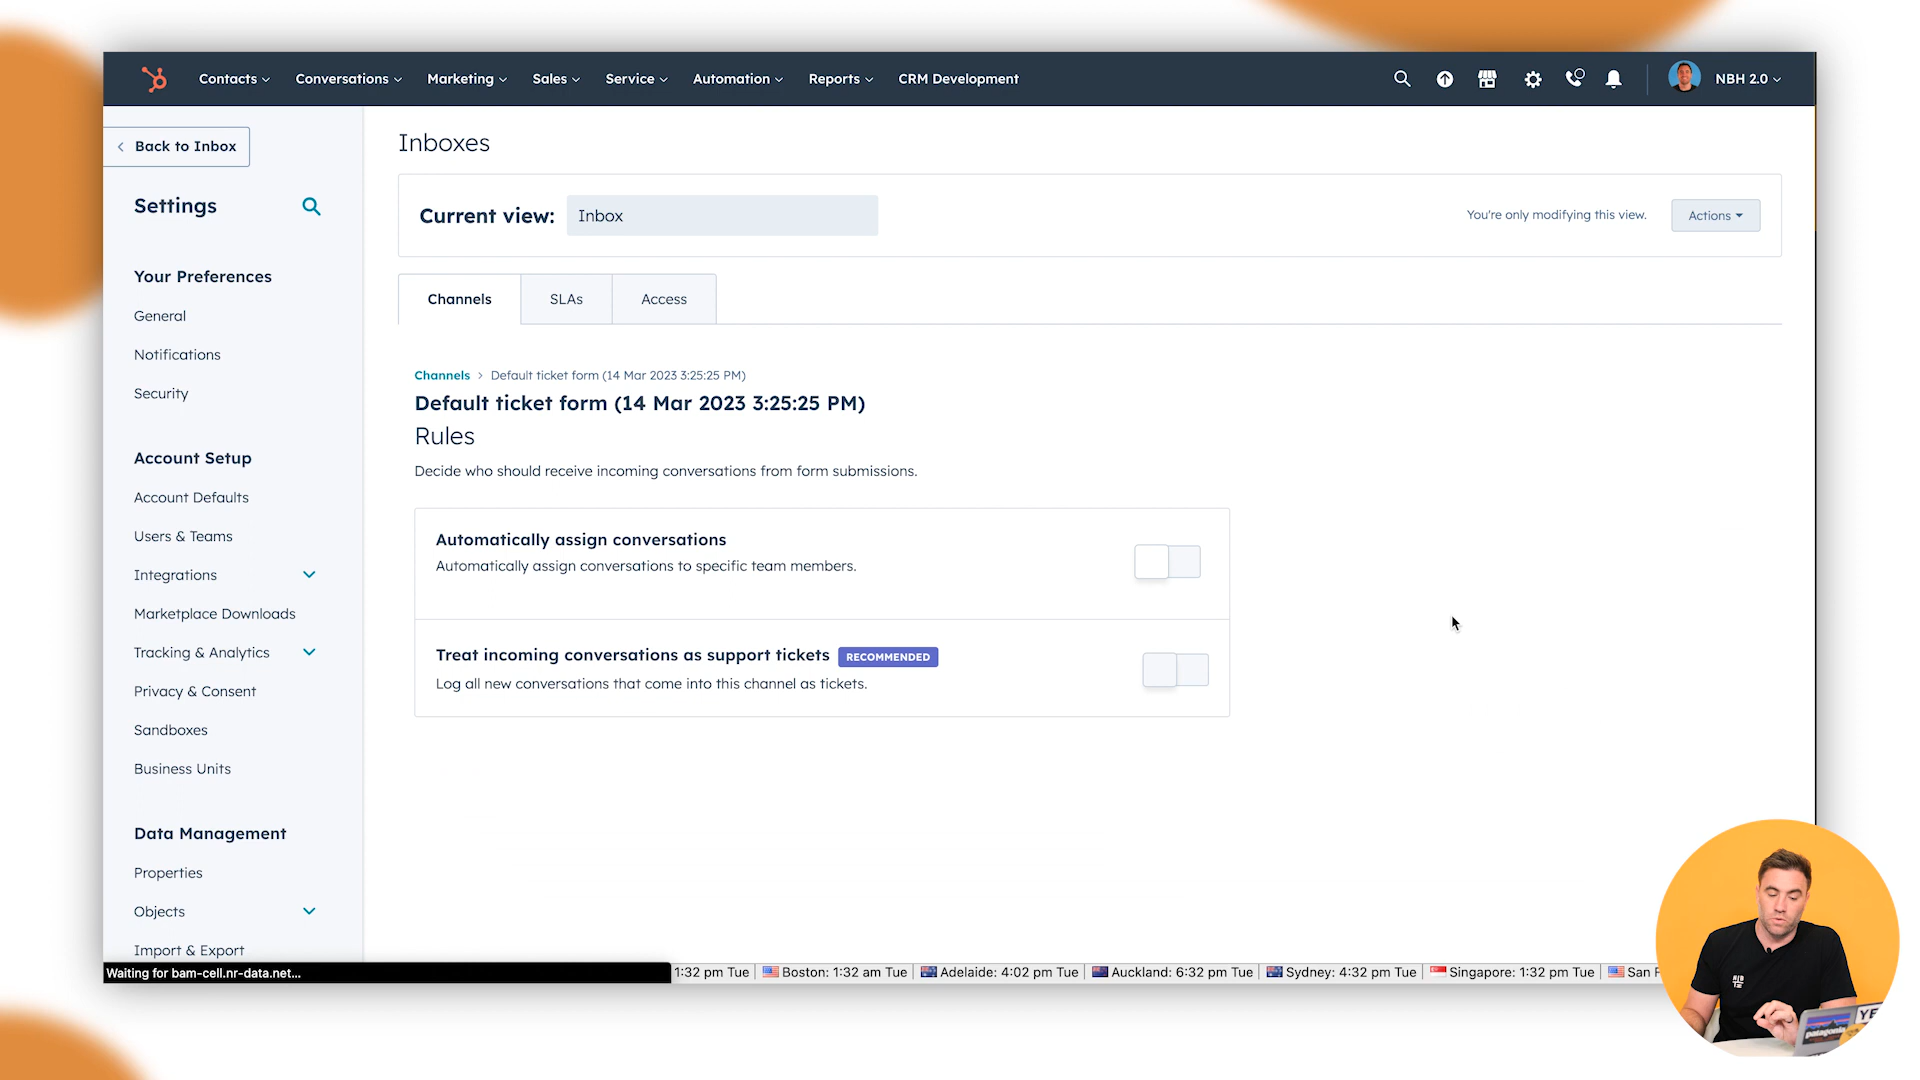 Contacts
Conversations
Marketing
Sales
Service
Automation
Reports
CRM Development
NBH 2.0
Back to Inbox
Settings
Your Preferences
General
Notifications
Security
Account Setup
Account Defaults
Users & Teams
Integrations
Marketplace Downloads
Tracking & Analytics
Privacy & Consent
Sandboxes
Business Units
Data Management
Properties
Objects
Import & Export
Inboxes
Current view: Inbox
You're only modifying this view.
Actions
Channels
SLAs
Access
Channels > Default ticket form (14 Mar 2023 3:25:25 PM)
Default ticket form (14 Mar 2023 3:25:25 PM)
Rules
Decide who should receive incoming conversations from form submissions.
Automatically assign conversations
Automatically assign conversations to specific team members.
Treat incoming conversations as support tickets RECOMMENDED
Log all new conversations that come into this channel as tickets.
Waiting for bam-cell.nr-data.net...
1:32 pm Tue
Boston: 1:32 am Tue
Adelaide: 4:02 pm Tue
Auckland: 6:32 pm Tue
Sydney: 4:32 pm Tue
Singapore: 1:32 pm Tue
San F
patagonia
YE